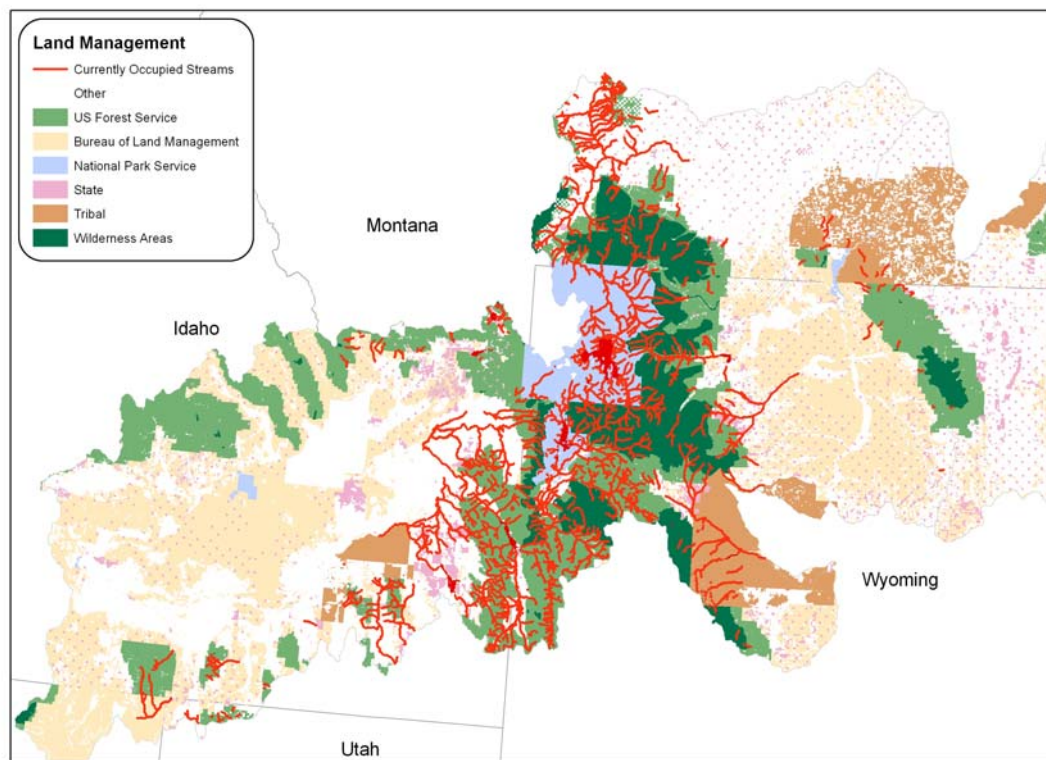 Land Management
Currently Occupied Streams
Other
US Forest Service
Bureau of Land Management
National Park Service
State
Tribal
Wilderness Areas
Montana
Idaho
Wyoming
Utah